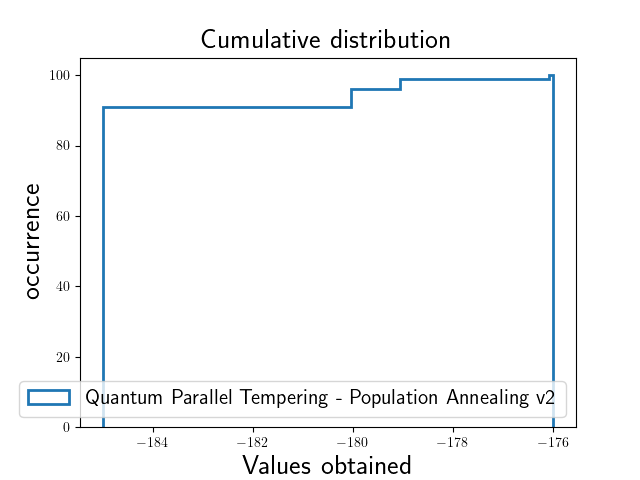 Cumulative distribution
occurrence
100
80
60
40
20
0
Quantum Parallel Tempering - Population Annealing v2
−184 −182 −180 −178 −176
Values obtained